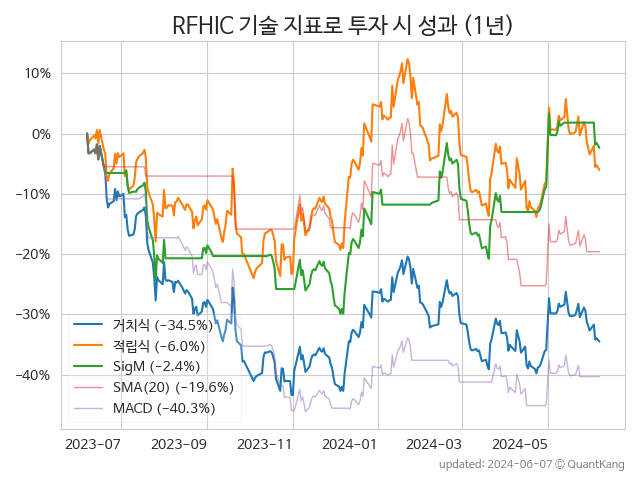 RFHIC 기술 지표로 투자 시 성과 (1년)
10%
0%
−10%
−20%
−30%
−40%
거치식 (−34.5%)
적립식 (−6.0%)
SigM (−2.4%)
SMA(20) (−19.6%)
MACD (−40.3%)
2023−07 2023−09 2023−11 2024−01 2024−03 2024−05
updated: 2024−06−07 © QuantKang